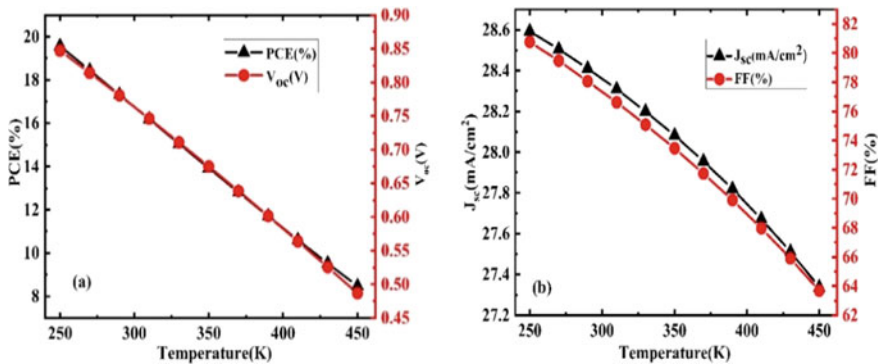 PCE(%)
20
18
16
14
12
10
8
(a)
PCE(%)
Voc(V)
0.90
0.85
0.80
0.75
0.70
0.65
0.60
0.55
0.50
0.45
Voc(V)
250 300 350 400 450
Temperature(K)
Jsc(mA/cm²)
28.6
28.4
28.2
28.0
27.8
27.6
27.4
27.2
(b)
Jsc(mA/cm²)
FF(%)
82
80
78
76
74
72
70
68
66
64
62
FF(%)
250 300 350 400 450
Temperature(K)